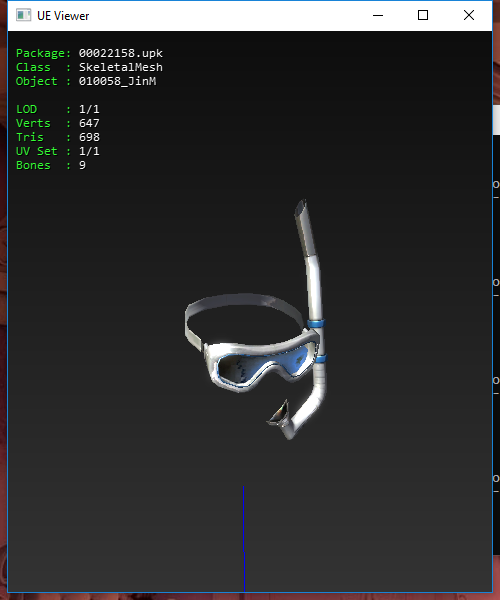 UE Viewer
Package: 00022158.upk
Class : SkeletalMesh
Object : 010058_JinM
LOD : 1/1
Verts : 647
Tris : 698
UV Set : 1/1
Bones : 9